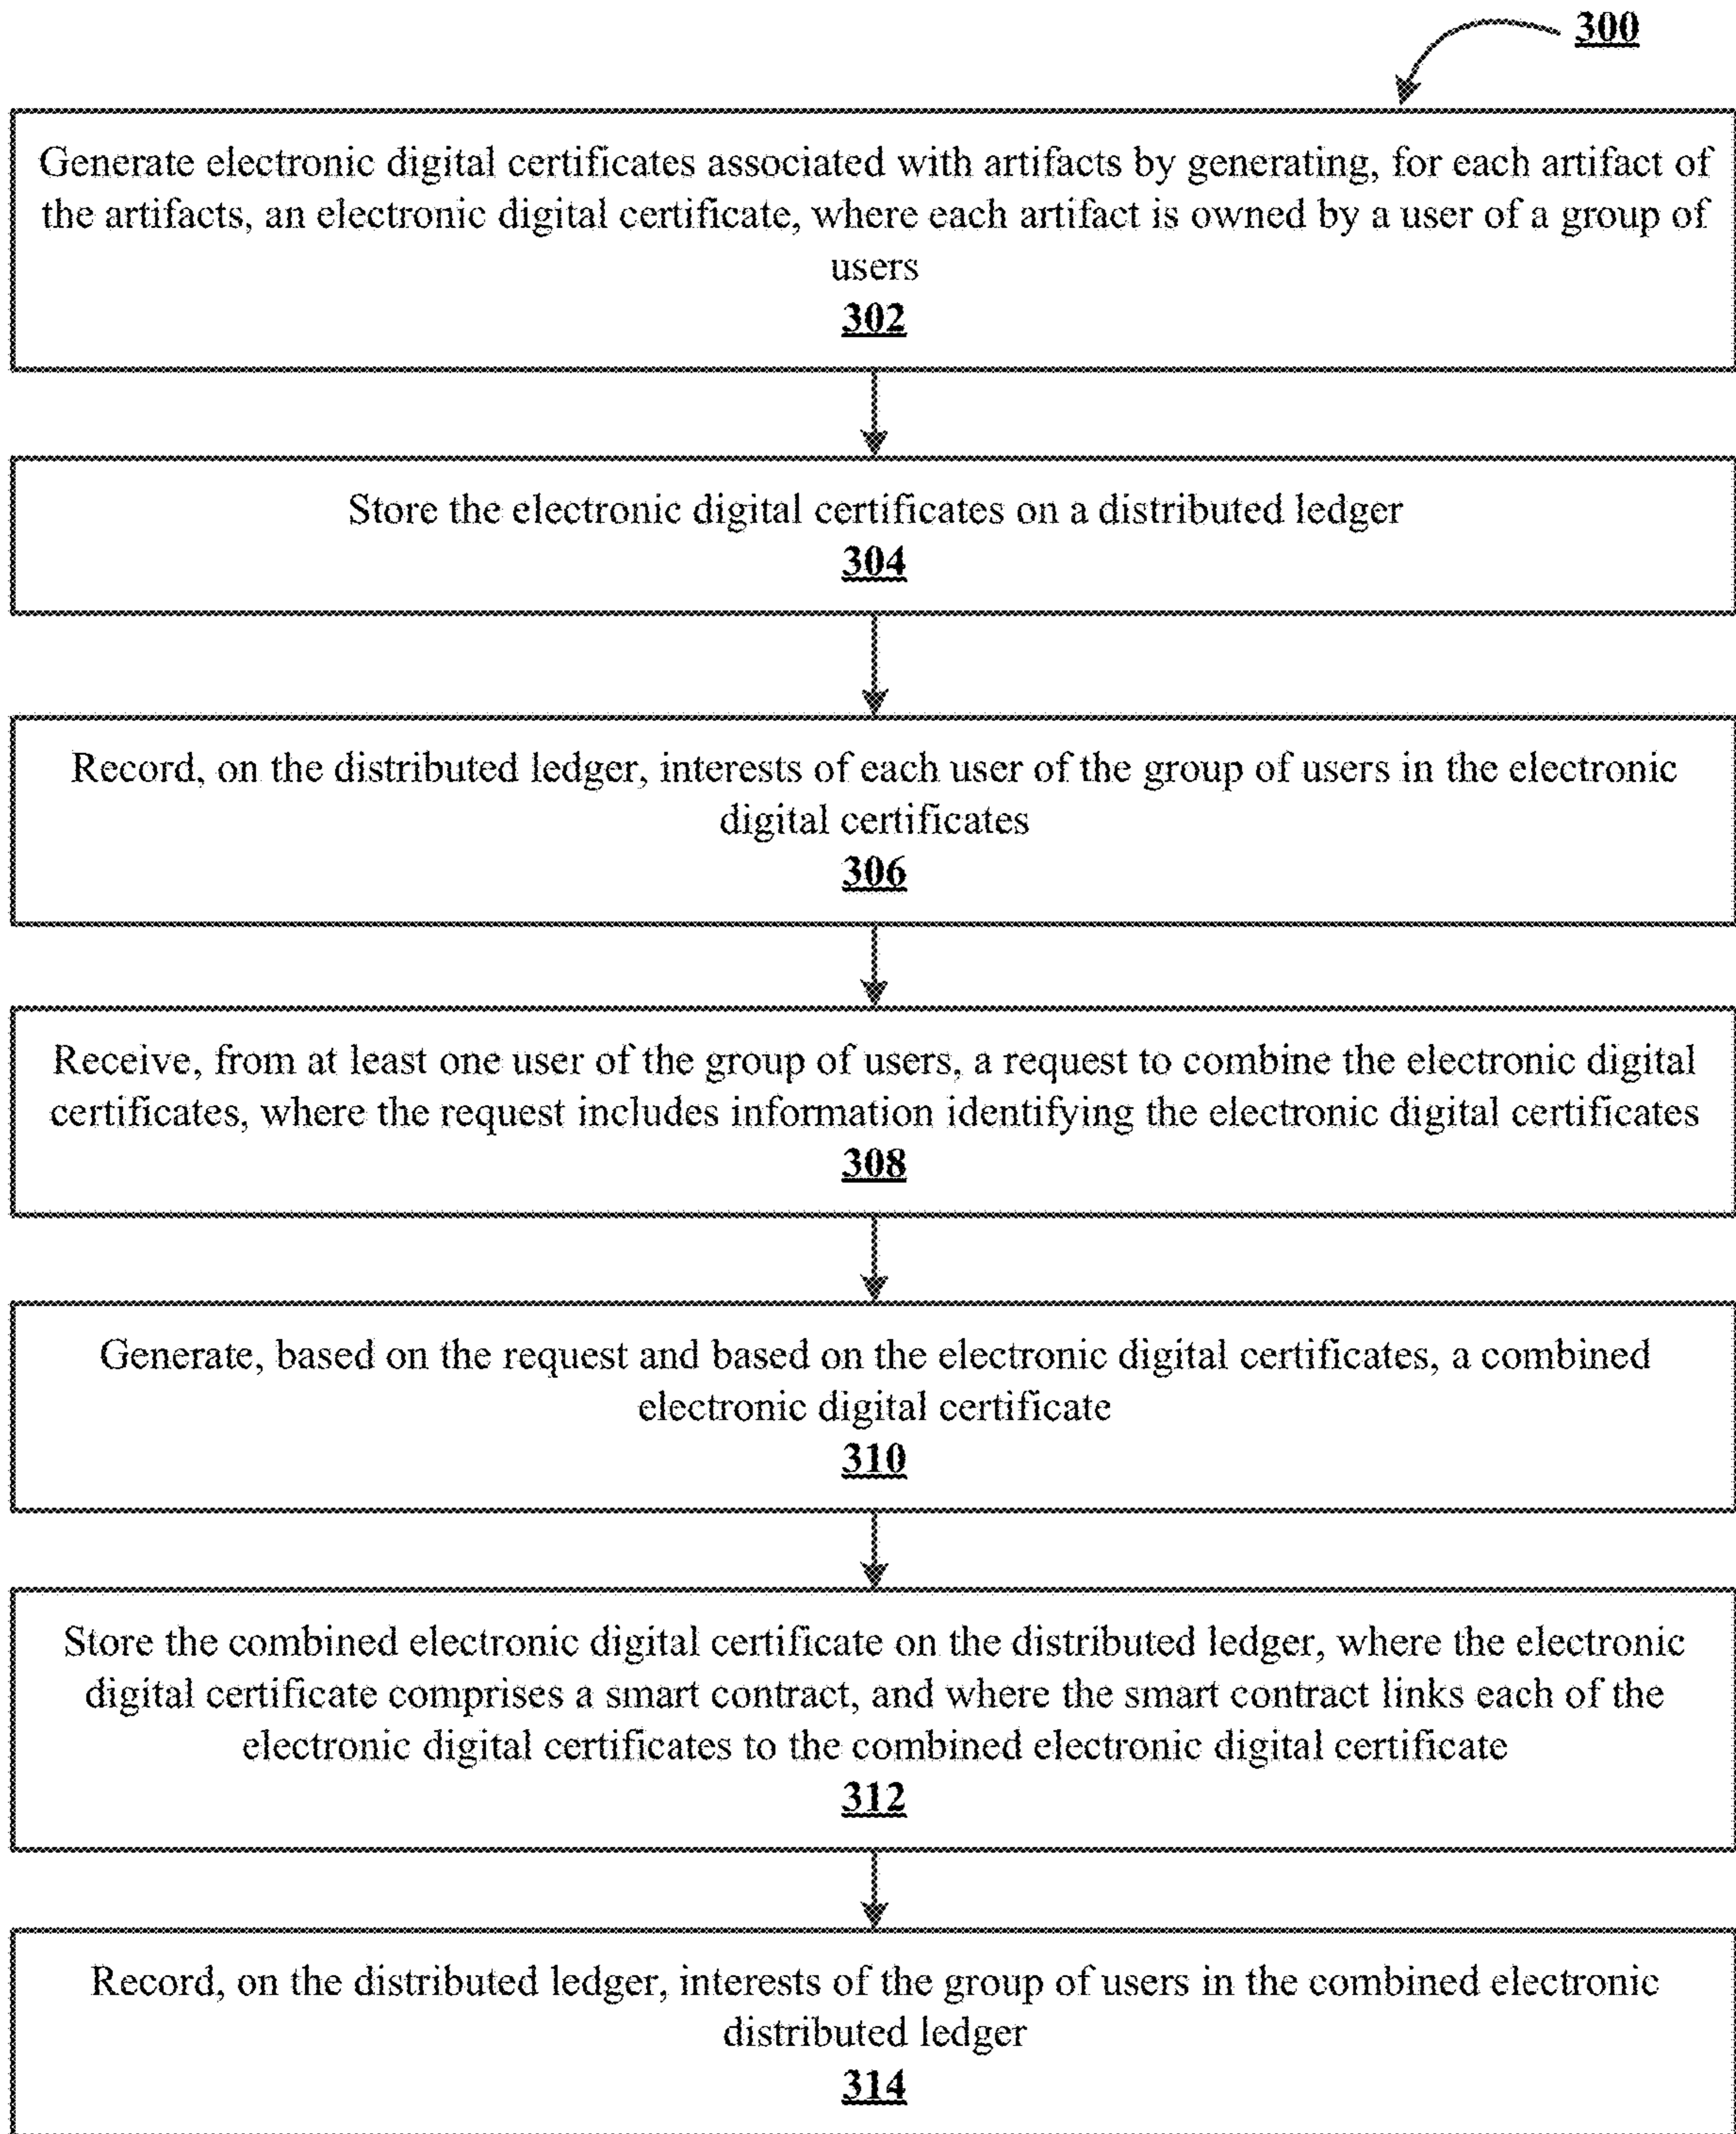 300
Generate electronic digital certificates associated with artifacts by generating, for each artifact of
the artifacts, an electronic digital certificate, where each artifact is owned by a user of a group of
users
302
Store the electronic digital certificates on a distributed ledger
304
Record, on the distributed ledger, interests of each user of the group of users in the electronic
digital certificates
306
Receive, from at least one user of the group of users, a request to combine the electronic digital
certificates, where the request includes information identifying the electronic digital certificates
308
Generate, based on the request and based on the electronic digital certificates, a combined
electronic digital certificate
310
Store the combined electronic digital certificate on the distributed ledger, where the electronic
digital certificate comprises a smart contract, and where the smart contract links each of the
electronic digital certificates to the combined electronic digital certificate
312
Record, on the distributed ledger, interests of the group of users in the combined electronic
distributed ledger
314